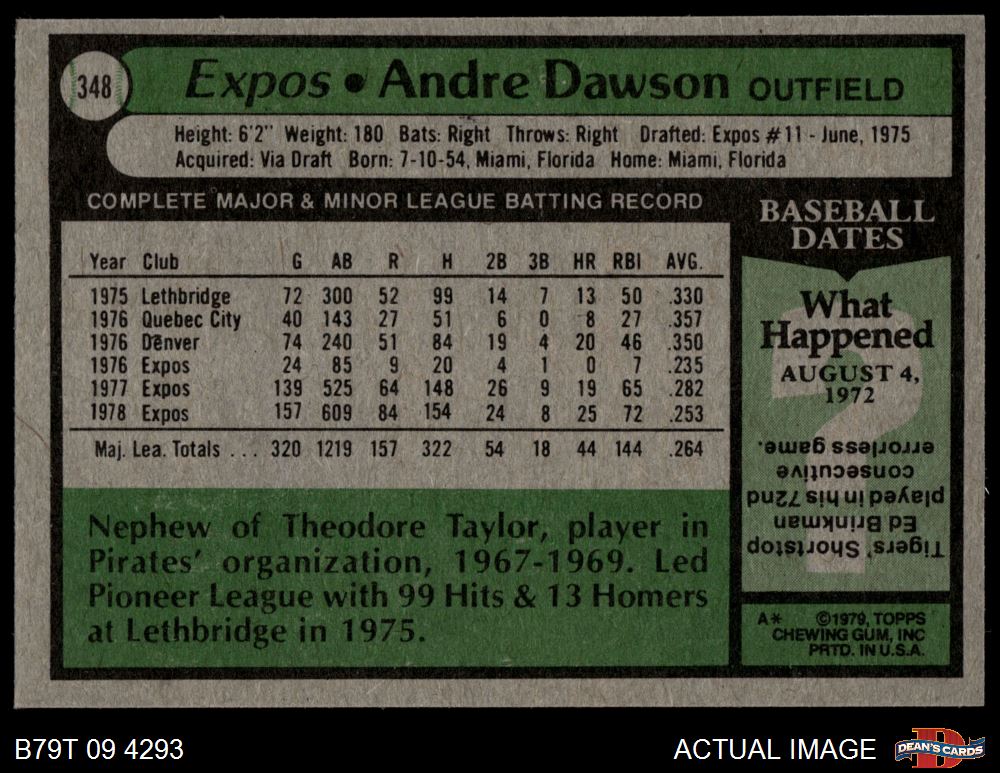 348
Expos • Andre Dawson OUTFIELD
Height: 6'2" Weight: 180 Bats: Right Throws: Right Drafted: Expos #11 - June, 1975
Acquired: Via Draft Born: 7-10-54, Miami, Florida Home: Miami, Florida
COMPLETE MAJOR & MINOR LEAGUE BATTING RECORD
Year Club G AB R H 2B 3B HR RBI AVG.
1975 Lethbridge 72 300 52 99 14 7 13 50 .330
1976 Quebec City 40 143 27 51 6 0 8 27 .357
1976 Denver 74 240 51 84 19 4 20 46 .350
1976 Expos 24 85 9 20 4 1 0 7 .235
1977 Expos 139 525 64 148 26 9 19 65 .282
1978 Expos 157 609 84 154 24 8 25 72 .253
Maj. Lea. Totals . . . 320 1219 157 322 54 18 44 144 .264
Nephew of Theodore Taylor, player in
Pirates' organization, 1967-1969. Led
Pioneer League with 99 Hits & 13 Homers
at Lethbridge in 1975.
BASEBALL
DATES
What
Happened
AUGUST 4,
1972
Tigers' Shortstop
Ed Brinkman
played in his 72nd
consecutive
errorless game.
A* ©1979, TOPPS
CHEWING GUM, INC
PRTD. IN U.S.A.
B79T 09 4293
ACTUAL IMAGE
D
DEAN'S CARDS